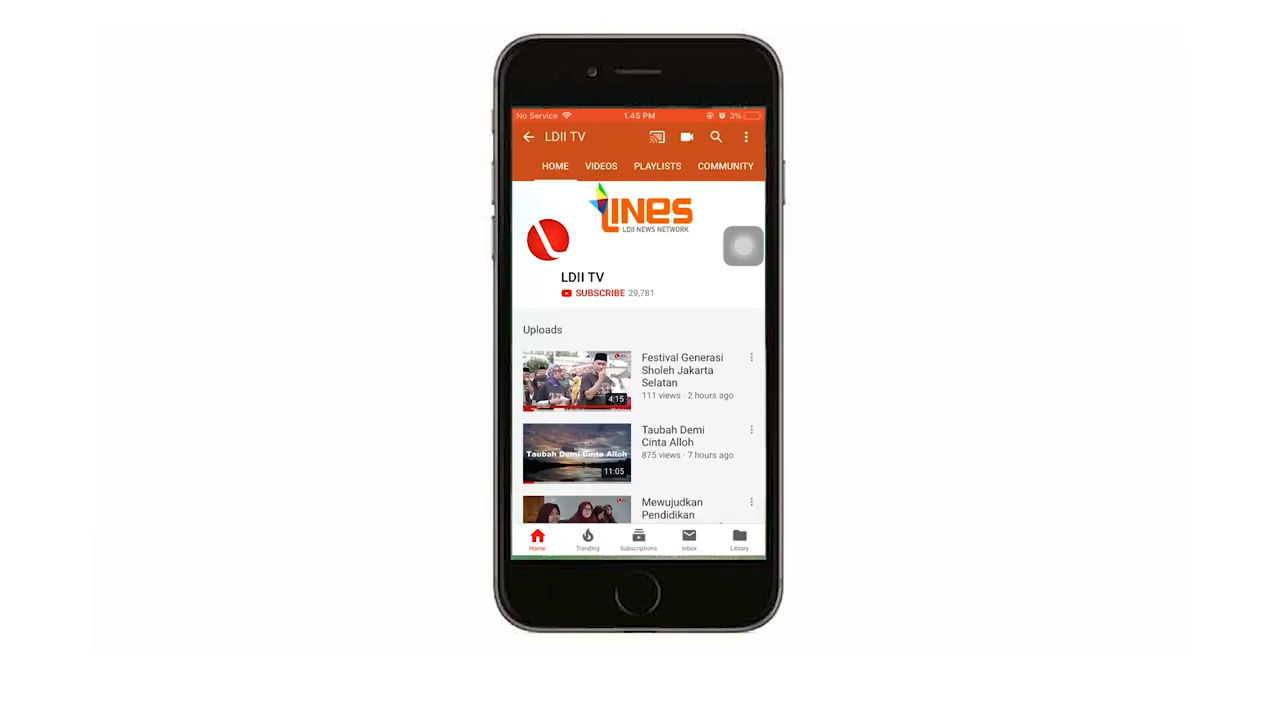 No Service 1.45 PM 3%
LDII TV
HOME VIDEOS PLAYLISTS COMMUNITY
LINES
LDII NEWS NETWORK
LDII TV
SUBSCRIBE 29,781
Uploads
Festival Generasi
Sholeh Jakarta
Selatan
111 views · 2 hours ago
4:15
Taubah Demi
Cinta Alloh
875 views · 7 hours ago
Taubah Demi Cinta Alloh
11:05
Mewujudkan
Pendidikan
Home Trending Subscriptions Inbox Library